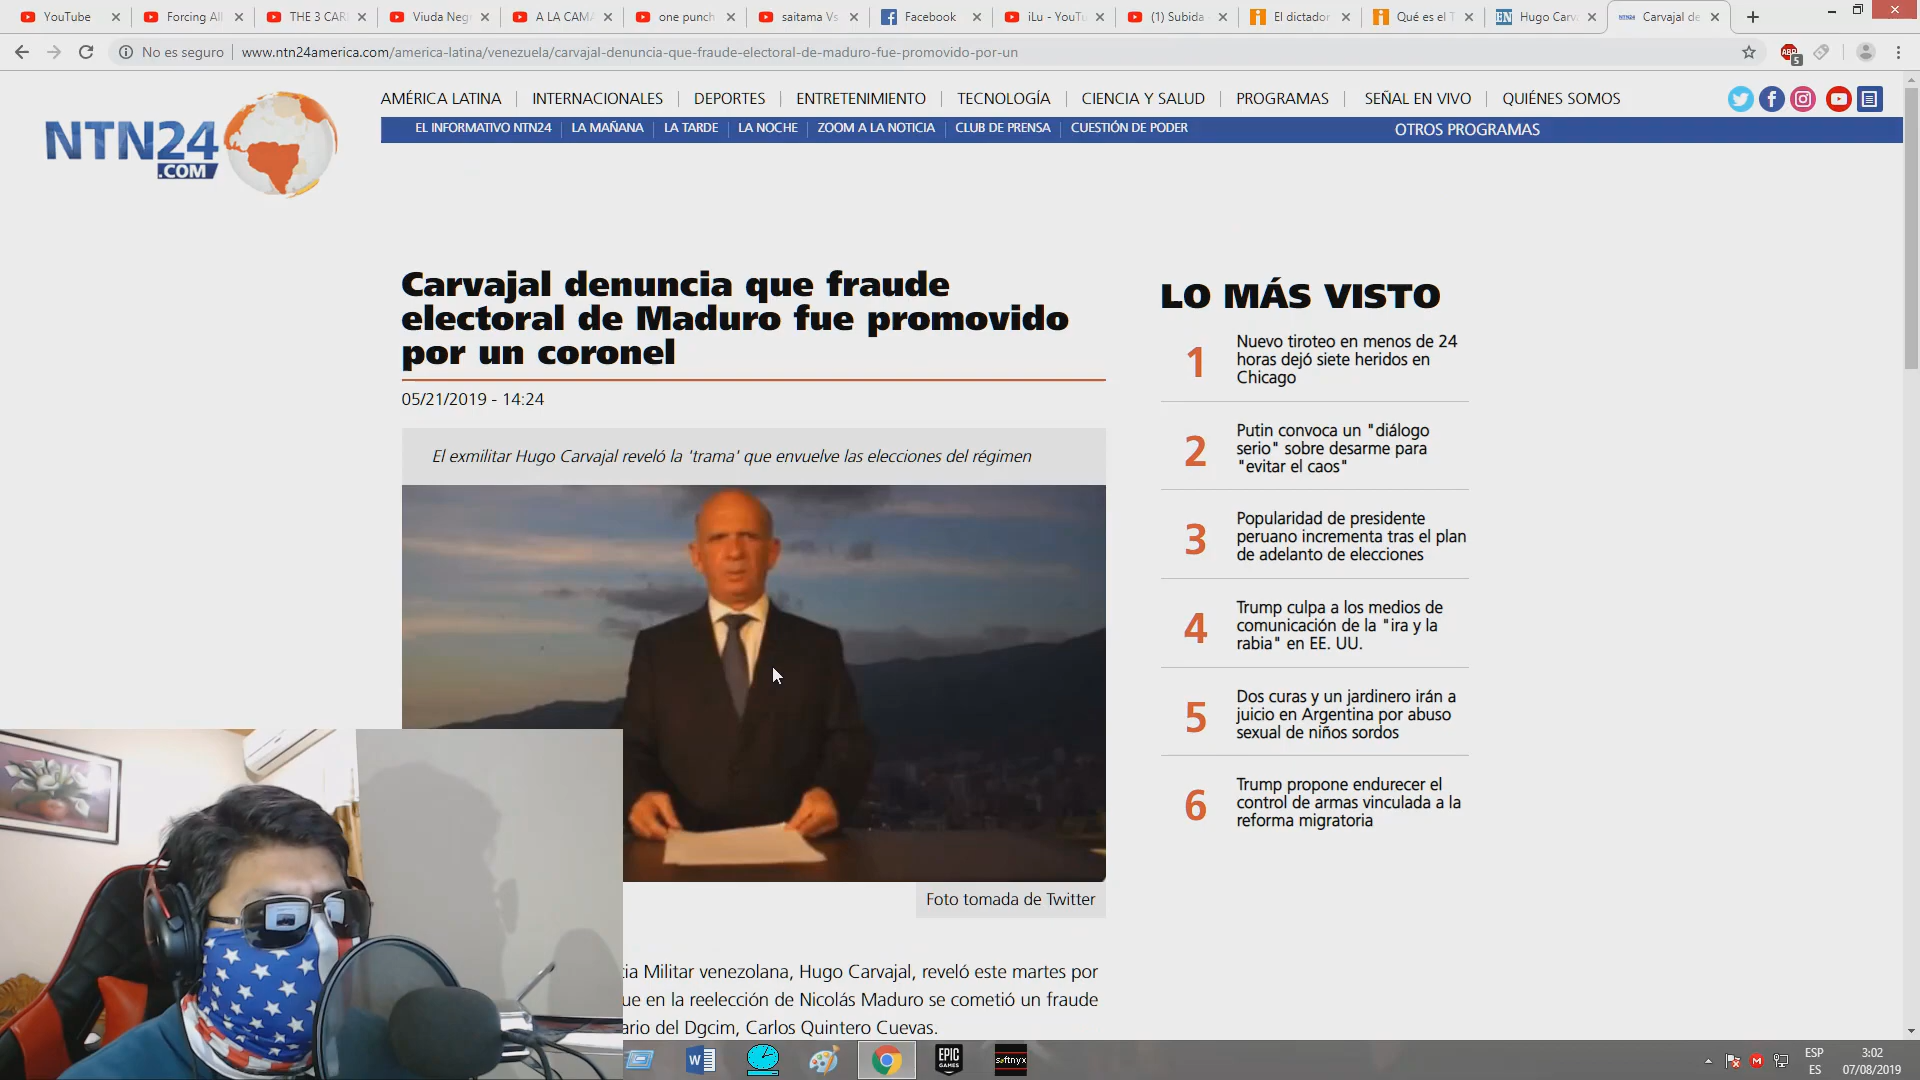 YouTube
Forcing All
THE 3 CAR
Viuda Neg
A LA CAMA
one punch
saitama Vs
Facebook
iLu - YouTu
(1) Subida
El dictador
Qué es el T
Hugo Carva
Carvajal de
No es seguro
www.ntn24america.com/america-latina/venezuela/carvajal-denuncia-que-fraude-electoral-de-maduro-fue-promovido-por-un
ABP
5
NTN24
.COM
AMÉRICA LATINA
INTERNACIONALES
DEPORTES
ENTRETENIMIENTO
TECNOLOGÍA
CIENCIA Y SALUD
PROGRAMAS
SEÑAL EN VIVO
QUIÉNES SOMOS
EL INFORMATIVO NTN24
LA MAÑANA
LA TARDE
LA NOCHE
ZOOM A LA NOTICIA
CLUB DE PRENSA
CUESTIÓN DE PODER
OTROS PROGRAMAS
Carvajal denuncia que fraude
electoral de Maduro fue promovido
por un coronel
05/21/2019 - 14:24
El exmilitar Hugo Carvajal reveló la 'trama' que envuelve las elecciones del régimen
Foto tomada de Twitter
cia Militar venezolana, Hugo Carvajal, reveló este martes por
ue en la reelección de Nicolás Maduro se cometió un fraude
ario del Dgcim, Carlos Quintero Cuevas.
LO MÁS VISTO
1
Nuevo tiroteo en menos de 24
horas dejó siete heridos en
Chicago
2
Putin convoca un "diálogo
serio" sobre desarme para
"evitar el caos"
3
Popularidad de presidente
peruano incrementa tras el plan
de adelanto de elecciones
4
Trump culpa a los medios de
comunicación de la "ira y la
rabia" en EE. UU.
5
Dos curas y un jardinero irán a
juicio en Argentina por abuso
sexual de niños sordos
6
Trump propone endurecer el
control de armas vinculada a la
reforma migratoria
EPIC
GAMES
softnyx
ESP
ES
3:02
07/08/2019